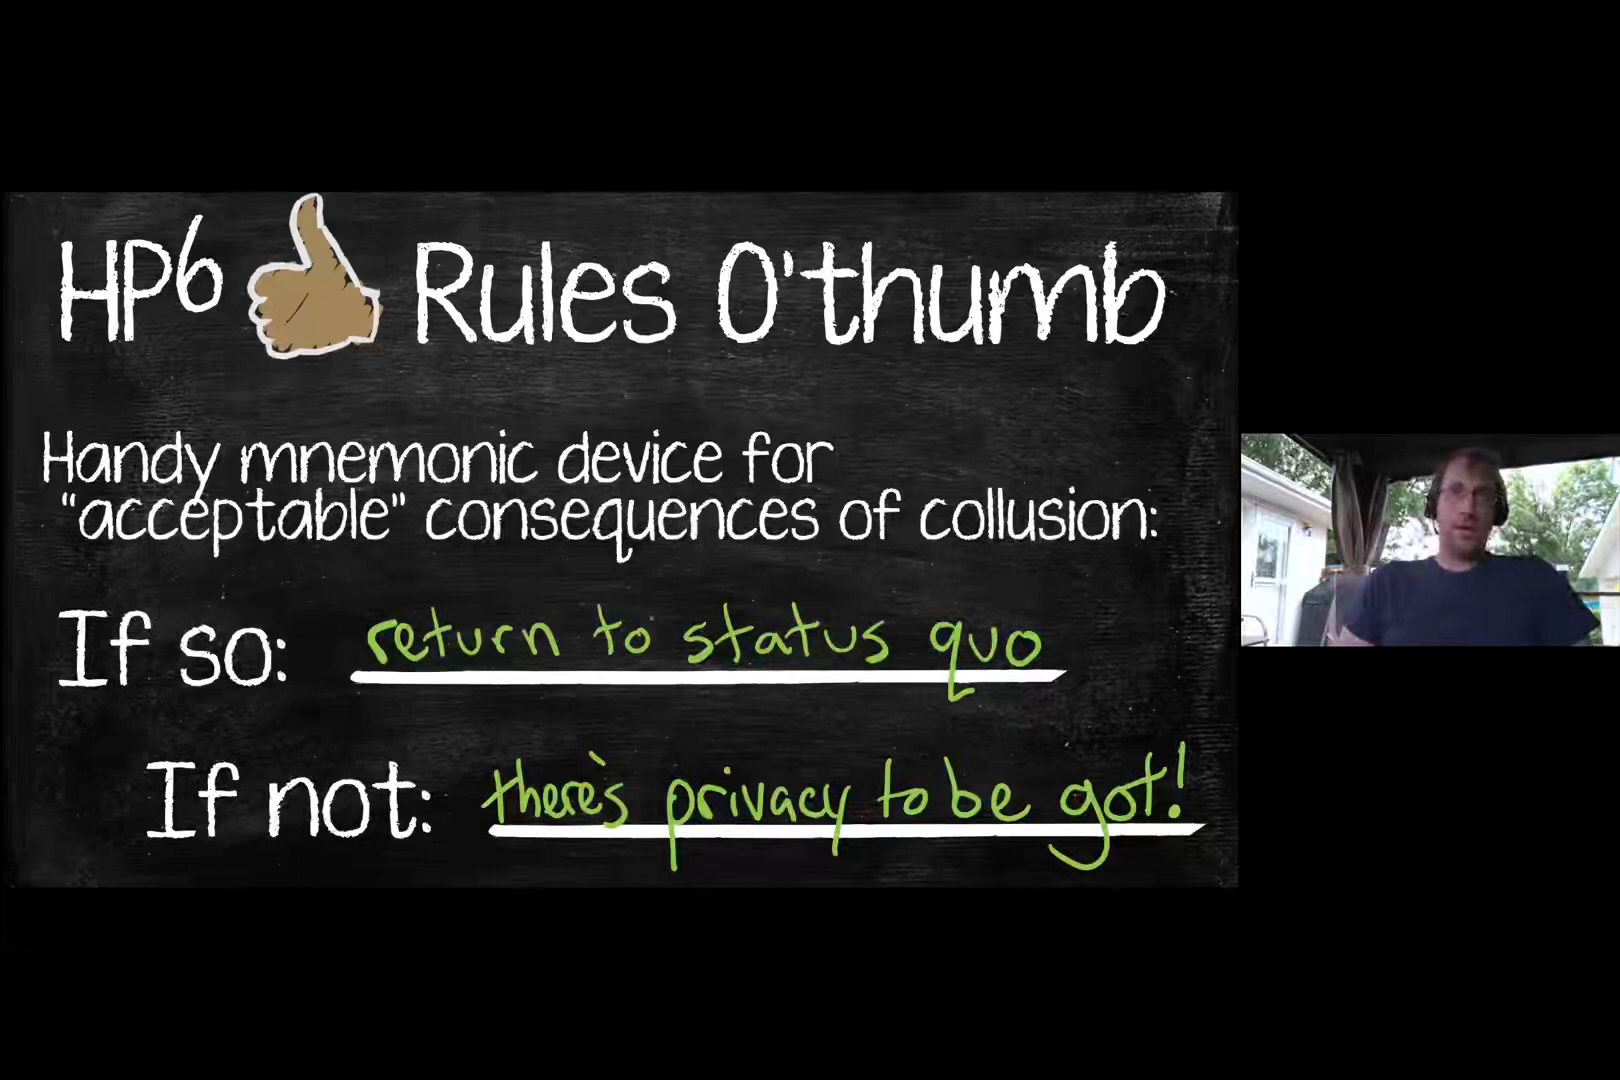 HP6 Rules O'thumb
Handy mnemonic device for
"acceptable" consequences of collusion:
If so: return to status quo
If not: there's privacy to be got!